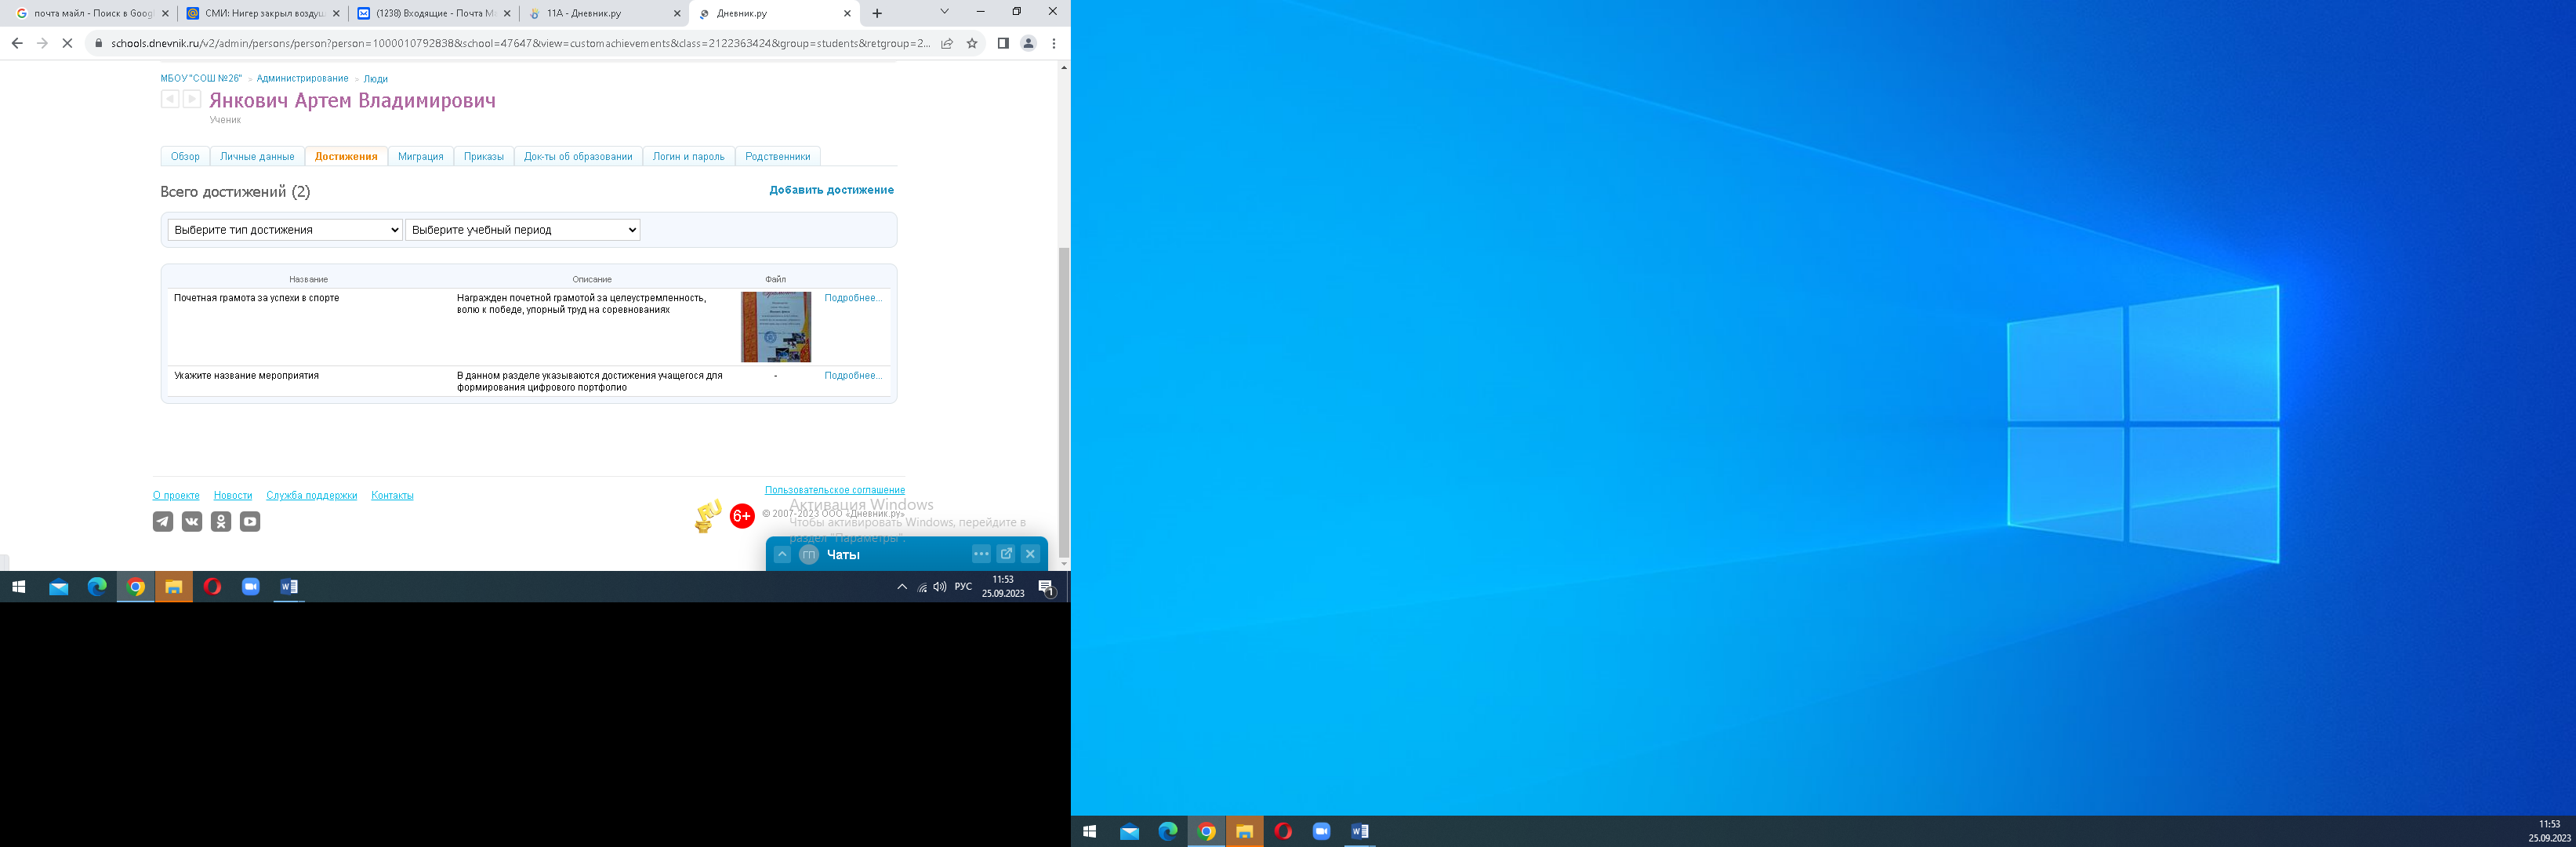 почта майл - Поиск в Goog
СМИ: Нигер закрыл воздуш
(1238) Входящие - Почта Ma
11А - Дневник.ру
Дневник.ру
schools.dnevnik.ru/v2/admin/persons/person?person=1000010792838&school=47647&view=customachievements&class=2122363424&group=students&retgroup=2...
МБОУ "СОШ №26" » Администрирование » Люди
Янкович Артем Владимирович
Ученик
Обзор
Личные данные
Достижения
Миграция
Приказы
Док-ты об образовании
Логин и пароль
Родственники
Всего достижений (2)
Добавить достижение
Выберите тип достижения
Выберите учебный период
Название
Описание
Файл
Почетная грамота за успехи в спорте
Награжден почетной грамотой за целеустремленность,
волю к победе, упорный труд на соревнованиях
Подробнее...
Укажите название мероприятия
В данном разделе указываются достижения учащегося для
формирования цифрового портфолио
-
Подробнее...
О проекте
Новости
Служба поддержки
Контакты
RU
6+
Пользовательское соглашение
© 2007-2023 ООО «Дневник.ру»
Активация Windows
Чтобы активировать Windows, перейдите в
раздел "Параметры".
ГП
Чаты
РУС
11:53
25.09.2023
1
11:53
25.09.2023